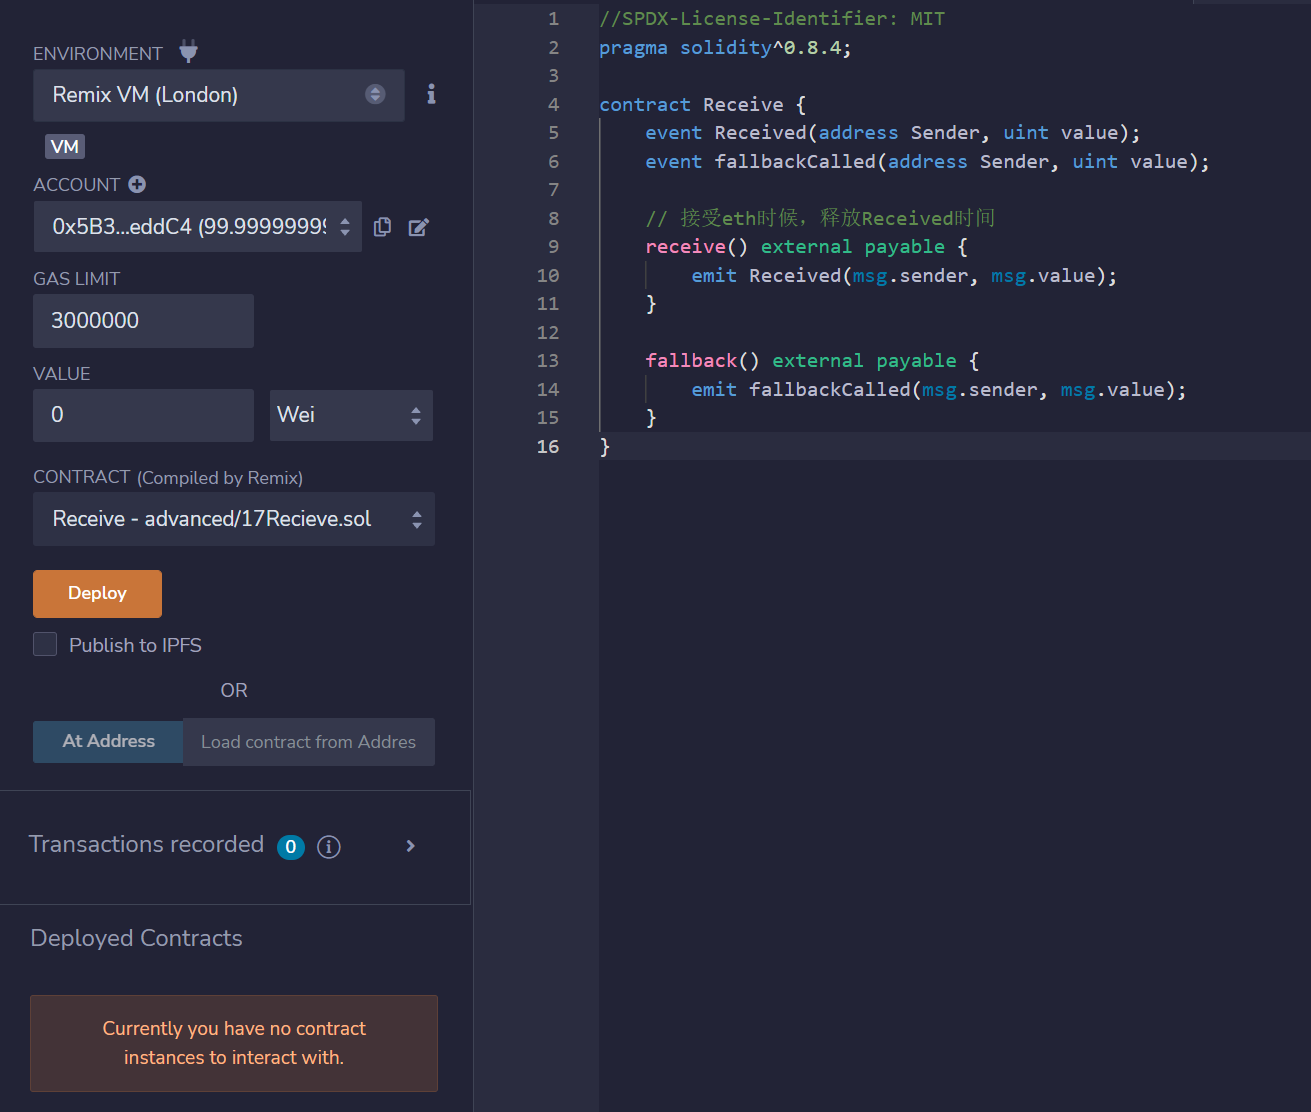 ENVIRONMENT
Remix VM (London)
VM
ACCOUNT
0x5B3...eddC4 (99.99999999
GAS LIMIT
3000000
VALUE
0
Wei
CONTRACT (Compiled by Remix)
Receive - advanced/17Recieve.sol
Deploy
Publish to IPFS
OR
At Address
Load contract from Addres
Transactions recorded 0
Deployed Contracts
Currently you have no contract
instances to interact with.
1 //SPDX-License-Identifier: MIT
2 pragma solidity^0.8.4;
3
4 contract Receive {
5     event Received(address Sender, uint value);
6     event fallbackCalled(address Sender, uint value);
7
8     // 接受eth时候，释放Received时间
9     receive() external payable {
10         emit Received(msg.sender, msg.value);
11     }
12
13     fallback() external payable {
14         emit fallbackCalled(msg.sender, msg.value);
15     }
16 }